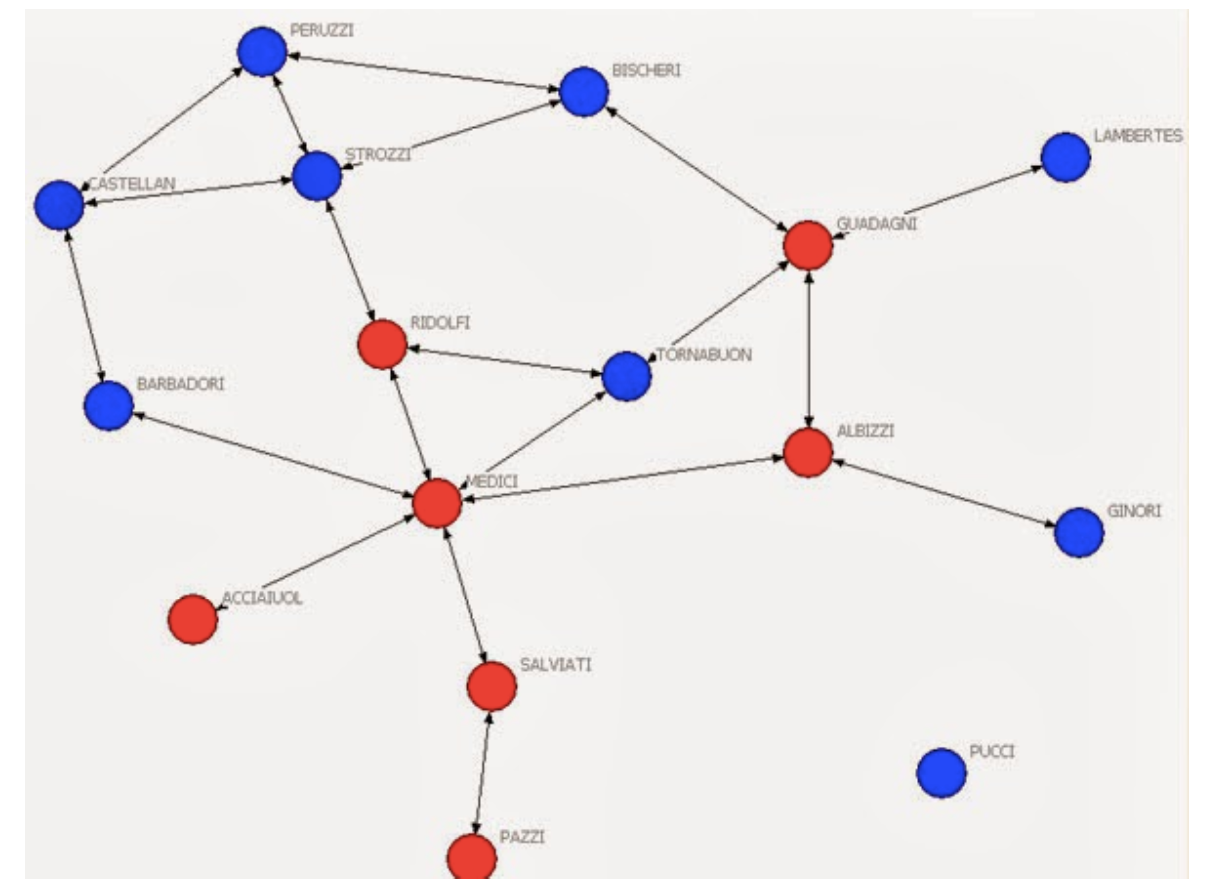 PERUZZI
BISCHERI
LAMBERTES
STROZZI
CASTELLAN
GUADAGNI
RIDOLFI
TORNABUON
BARBADORI
ALBIZZI
MEDICI
GINORI
ACCIAIUOL
SALVIATI
PUCCI
PAZZI